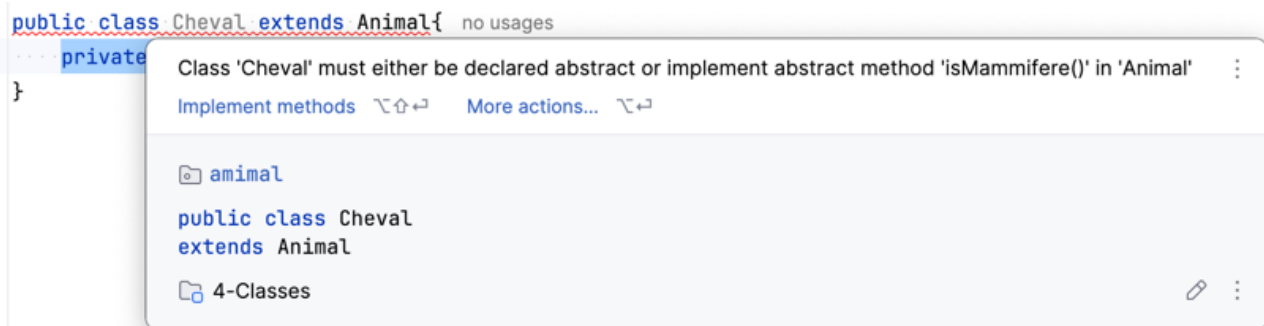 public class Cheval extends Animal{ no usages
private
}
Class 'Cheval' must either be declared abstract or implement abstract method 'isMammifere()' in 'Animal'
Implement methods ⌥⇧⏎ More actions... ⌥⏎
amimal
public class Cheval
extends Animal
4-Classes